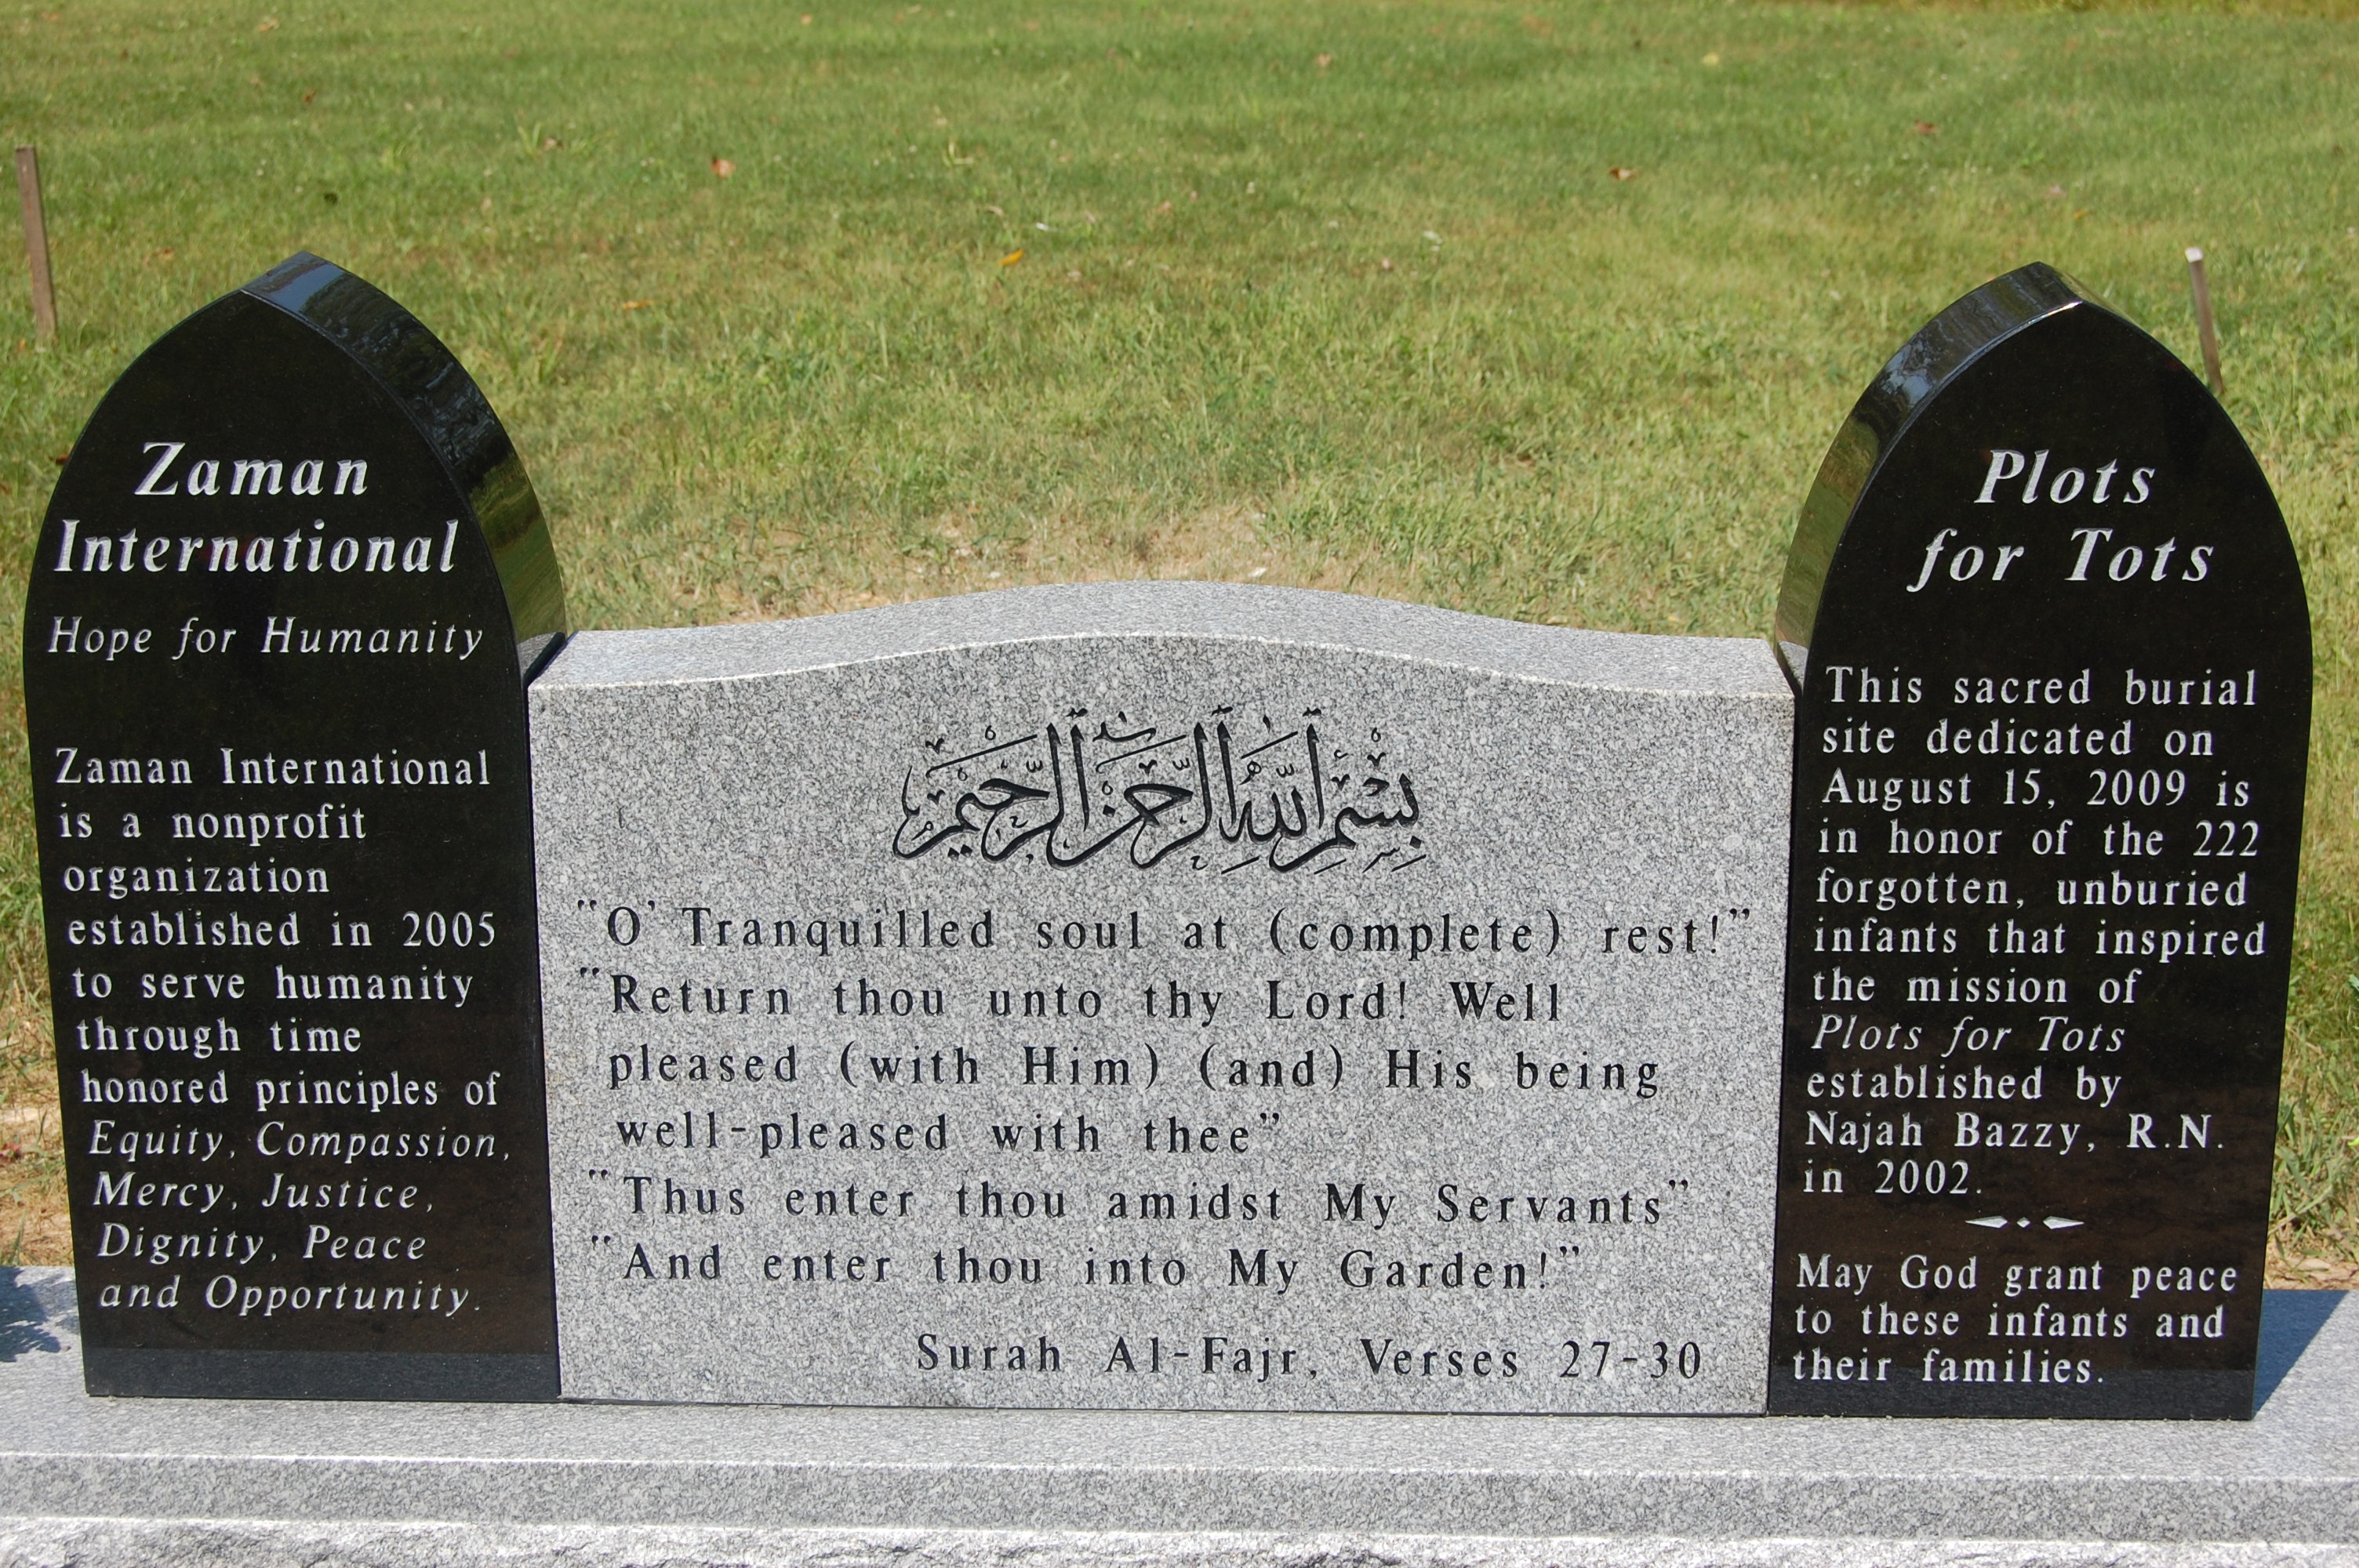 Zaman
International
Hope for Humanity
Zaman International
is a nonprofit
organization
established in 2005
to serve humanity
through time
honored principles of
Equity, Compassion,
Mercy, Justice,
Dignity, Peace
and Opportunity.
بِسْمِ اللَّهِ الرَّحْمَٰنِ الرَّحِيمِ
"O' Tranquilled soul at (complete) rest!"
"Return thou unto thy Lord! Well
pleased (with Him) (and) His being
well-pleased with thee"
"Thus enter thou amidst My Servants"
"And enter thou into My Garden!"
Surah Al-Fajr, Verses 27-30
Plots
for Tots
This sacred burial
site dedicated on
August 15, 2009 is
in honor of the 222
forgotten, unburied
infants that inspired
the mission of
Plots for Tots
established by
Najah Bazzy, R.N.
in 2002.
May God grant peace
to these infants and
their families.